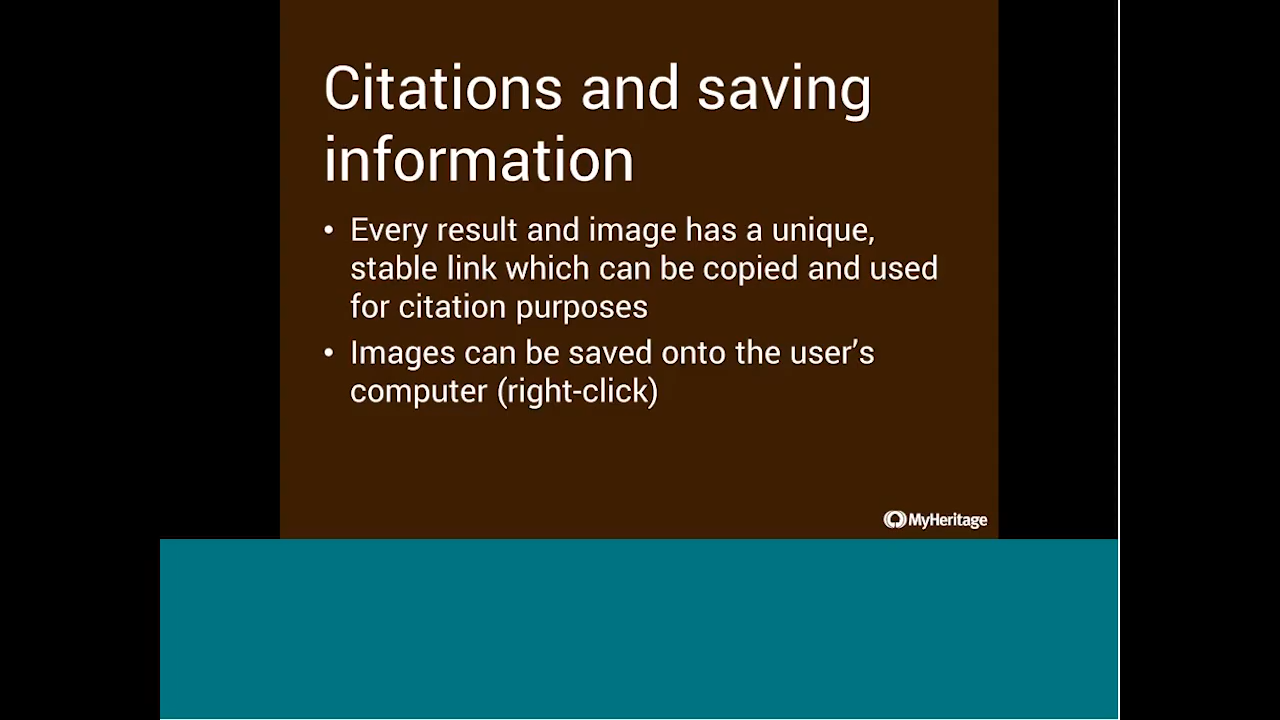 Citations and saving
information
• Every result and image has a unique,
stable link which can be copied and used
for citation purposes
• Images can be saved onto the user’s
computer (right-click)
MyHeritage